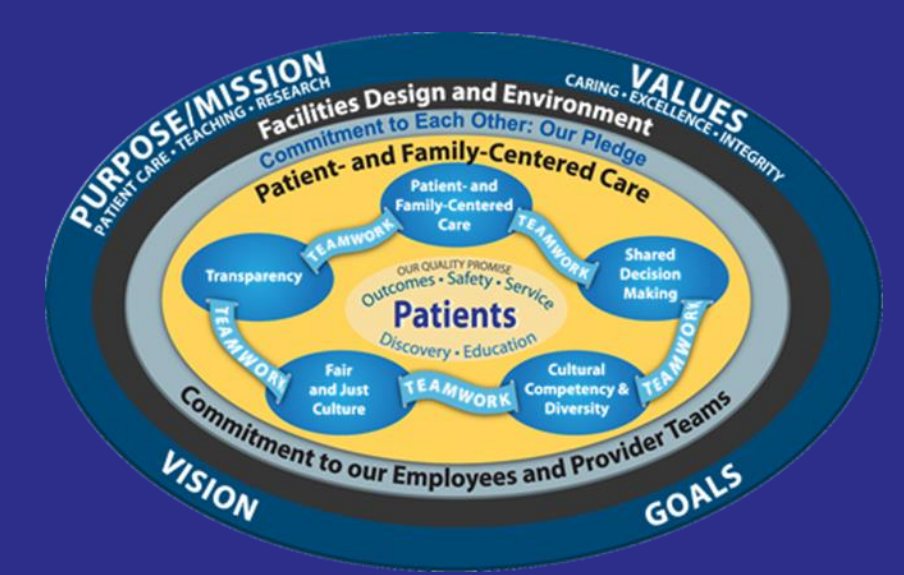 PURPOSE/MISSION
PATIENT CARE • TEACHING • RESEARCH
VALUES
CARING • EXCELLENCE • INTEGRITY
Facilities Design and Environment
Commitment to Each Other: Our Pledge
Patient- and Family-Centered Care
Patient- and
Family-Centered
Care
TEAMWORK
TEAMWORK
Transparency
Shared
Decision
Making
OUR QUALITY PROMISE
Outcomes • Safety • Service
Patients
Discovery • Education
TEAMWORK
TEAMWORK
Fair
and Just
Culture
TEAMWORK
Cultural
Competency &
Diversity
Commitment to our Employees and Provider Teams
VISION
GOALS